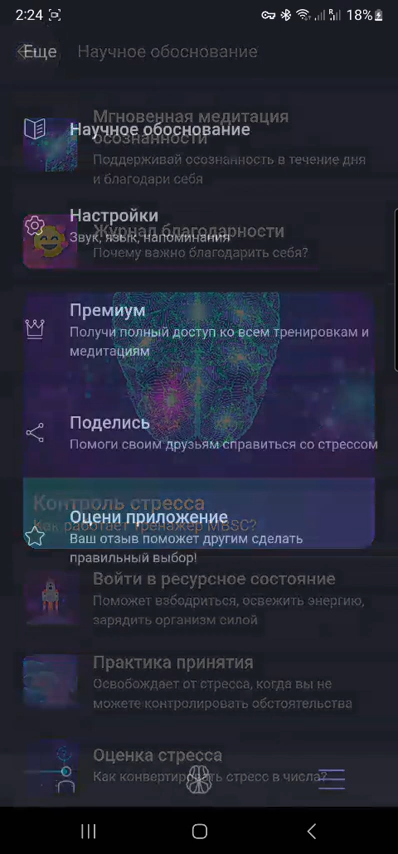 2:24
18%
Еще
Научное обоснование
Мгновенная медитация
осознанности
Научное обоснование
Поддерживай осознанность в течение дня
и благодари себя
Настройки
Звук, язык, напоминания
Журнал благодарности
Почему важно благодарить себя?
Премиум
Получи полный доступ ко всем тренировкам и
медитациям
Поделись
Помоги своим друзьям справиться со стрессом
Контроль стресса
Как работает тренажер MBSC?
Оцени приложение
Ваш отзыв поможет другим сделать
правильный выбор!
Войти в ресурсное состояние
Поможет взбодриться, освежить энергию,
зарядить организм силой
Практика принятия
Освобождает от стресса, когда вы не
можете контролировать обстоятельства
Оценка стресса
Как конвертировать стресс в числа?